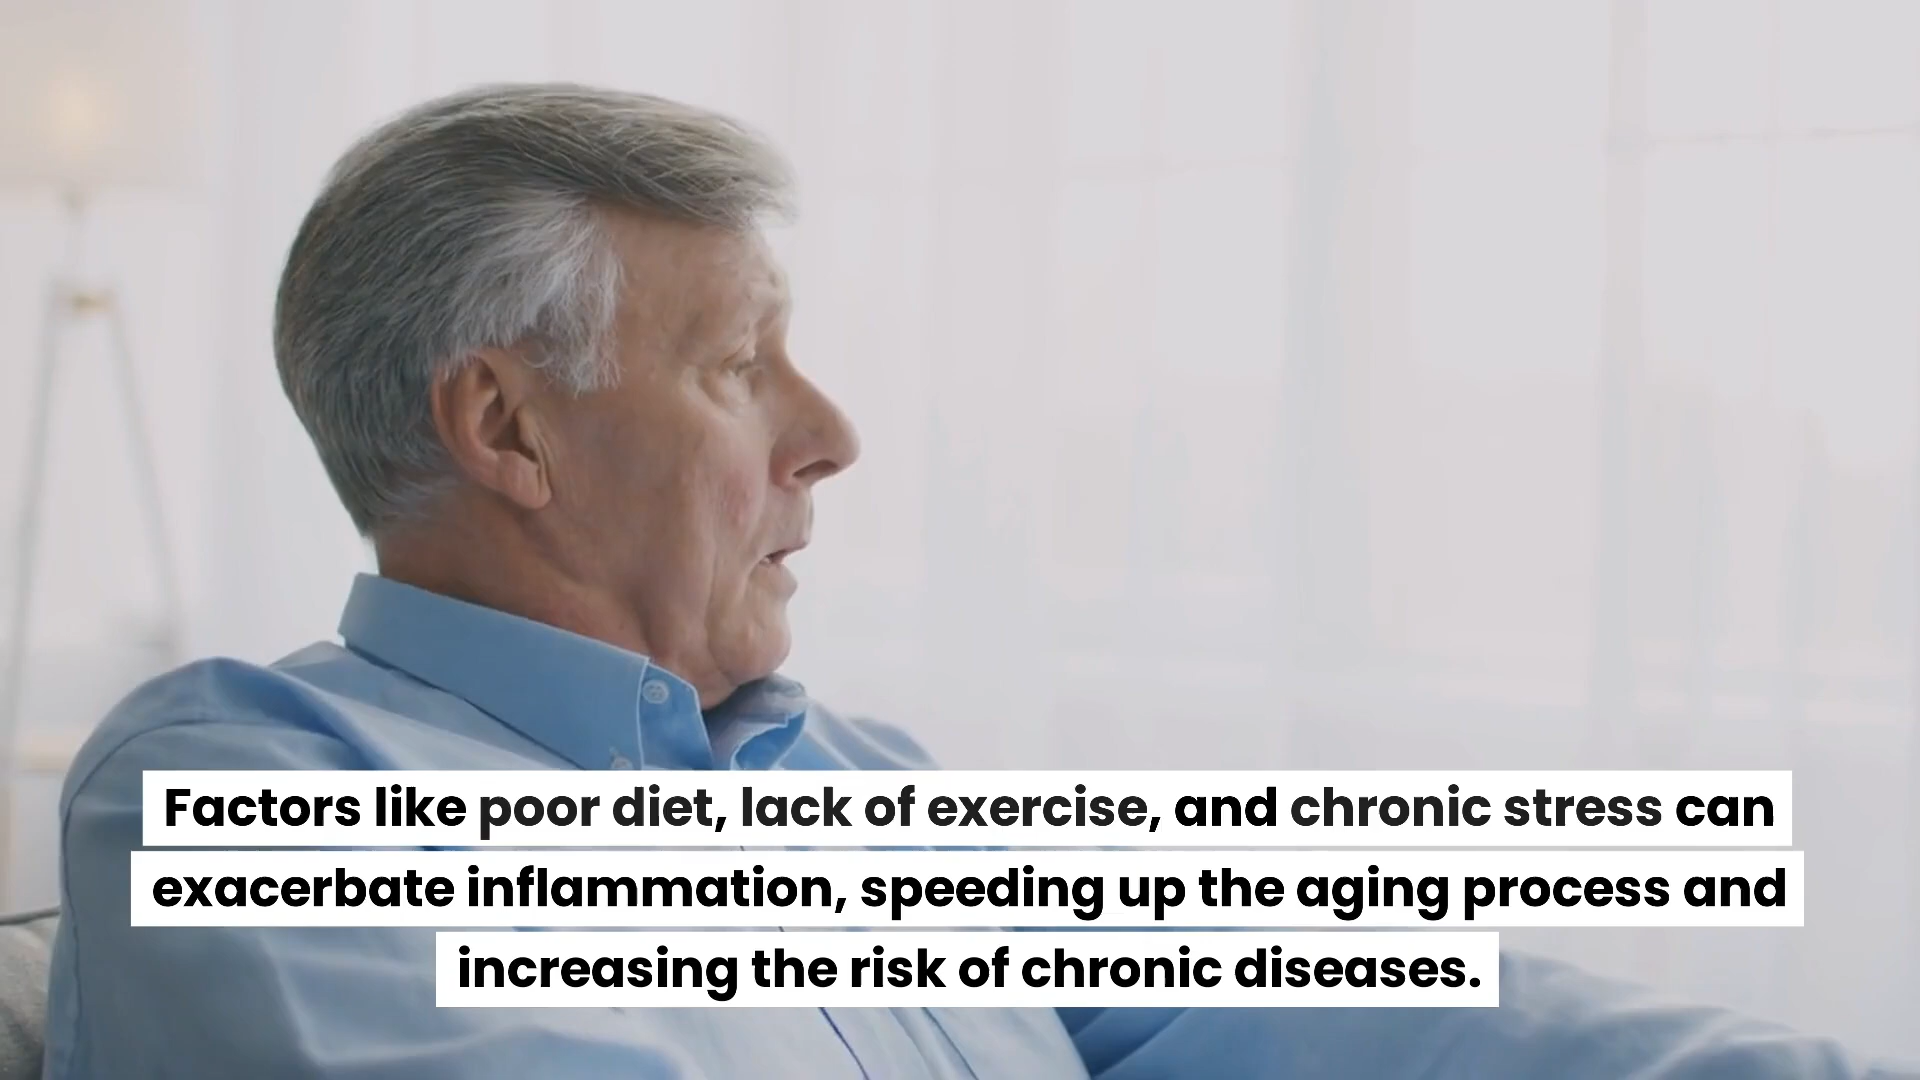 Factors like poor diet, lack of exercise, and chronic stress can
exacerbate inflammation, speeding up the aging process and
increasing the risk of chronic diseases.